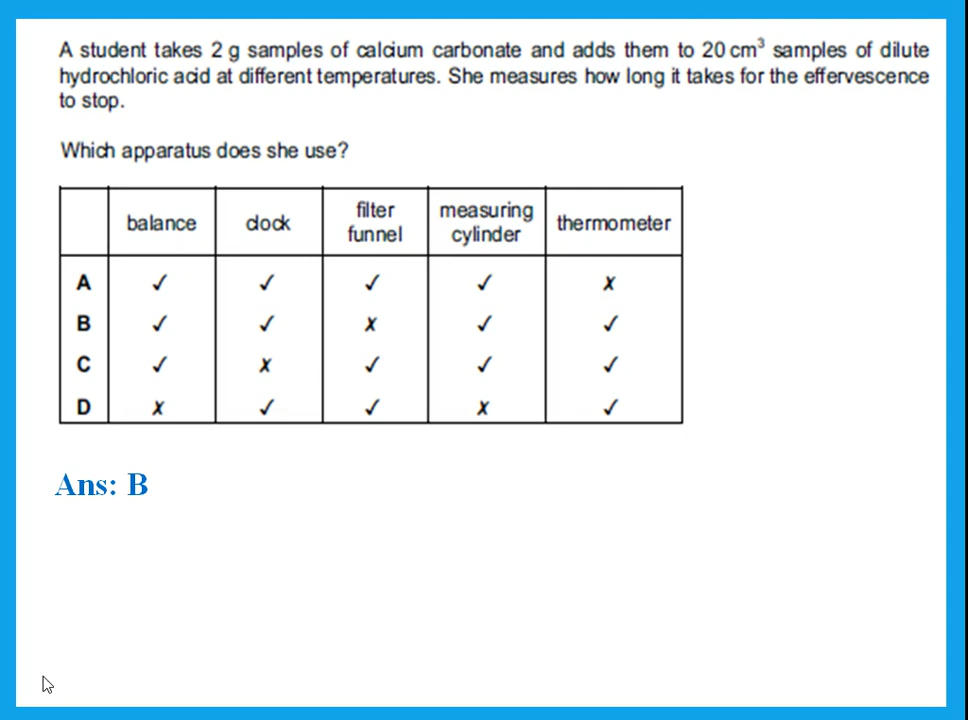 A student takes 2 g samples of calcium carbonate and adds them to 20 cm³ samples of dilute
hydrochloric acid at different temperatures. She measures how long it takes for the effervescence
to stop.
Which apparatus does she use?
balance clock filter funnel measuring cylinder thermometer
A ✓ ✓ ✓ ✓ ✗
B ✓ ✓ ✗ ✓ ✓
C ✓ ✗ ✓ ✓ ✓
D ✗ ✓ ✓ ✗ ✓
Ans: B